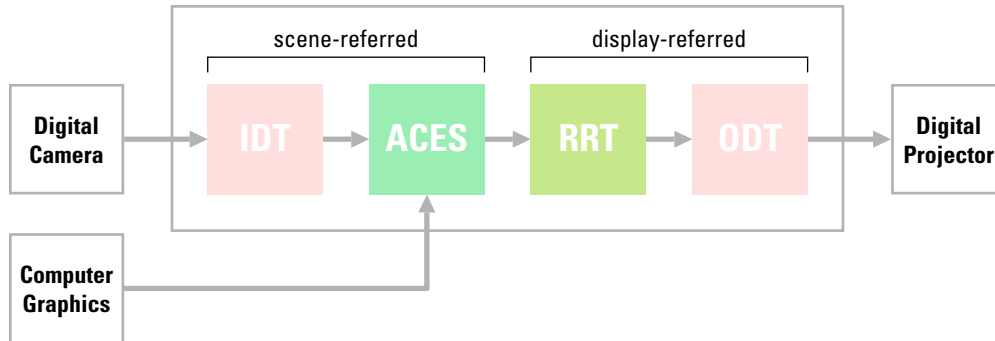 scene-referred
display-referred
Digital
Camera
IDT
ACES
RRT
ODT
Digital
Projector
Computer
Graphics